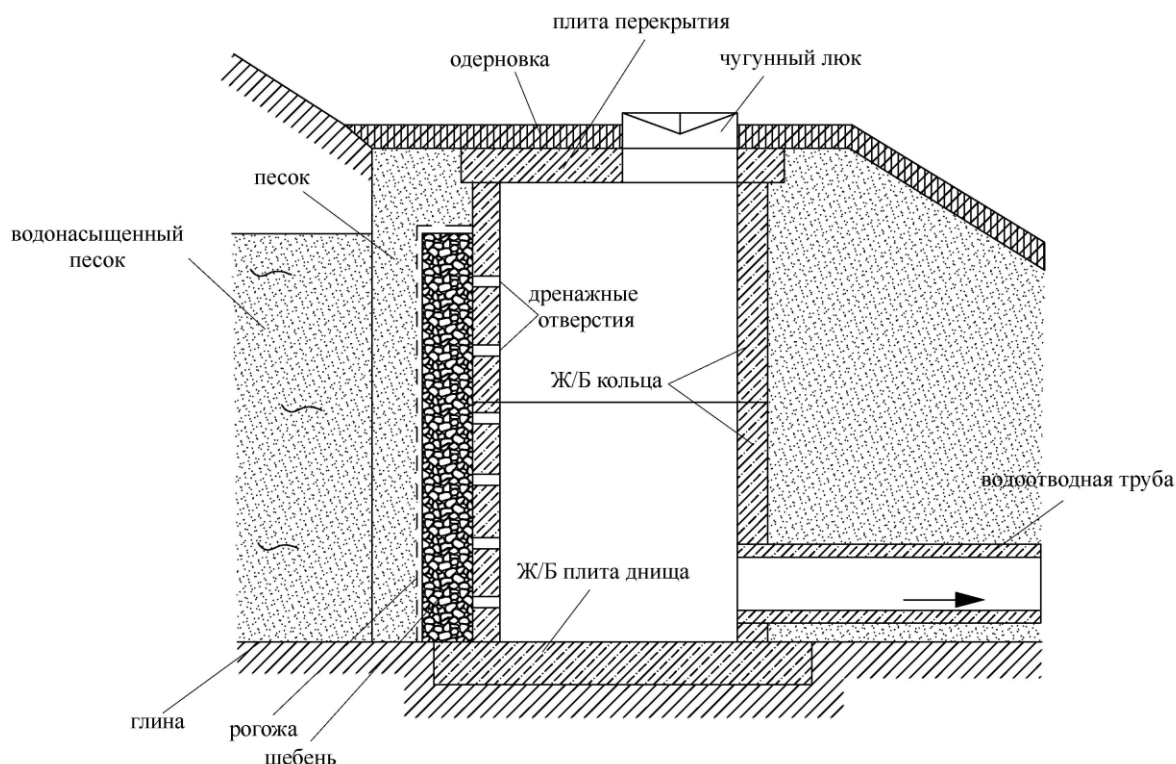 плита перекрытия
одерновка
чугунный люк
песок
водонасыщенный
песок
дренажные
отверстия
Ж/Б кольца
водоотводная труба
Ж/Б плита днища
глина
рогожа
щебень